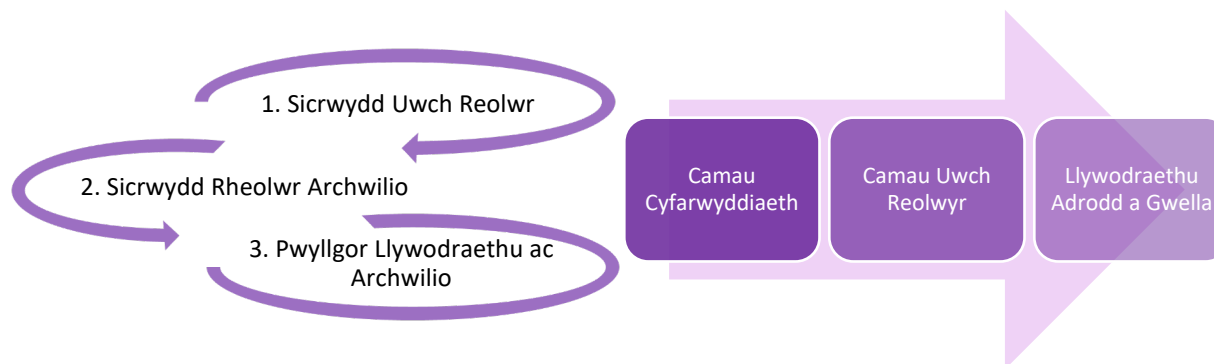 1. Sicrwydd Uwch Reolwr
2. Sicrwydd Rheolwr Archwilio
3. Pwyllgor Llywodraethu ac
Archwilio
Camau
Cyfarwyddiaeth
Camau Uwch
Reolwyr
Llywodraethu
Adrodd a Gwella